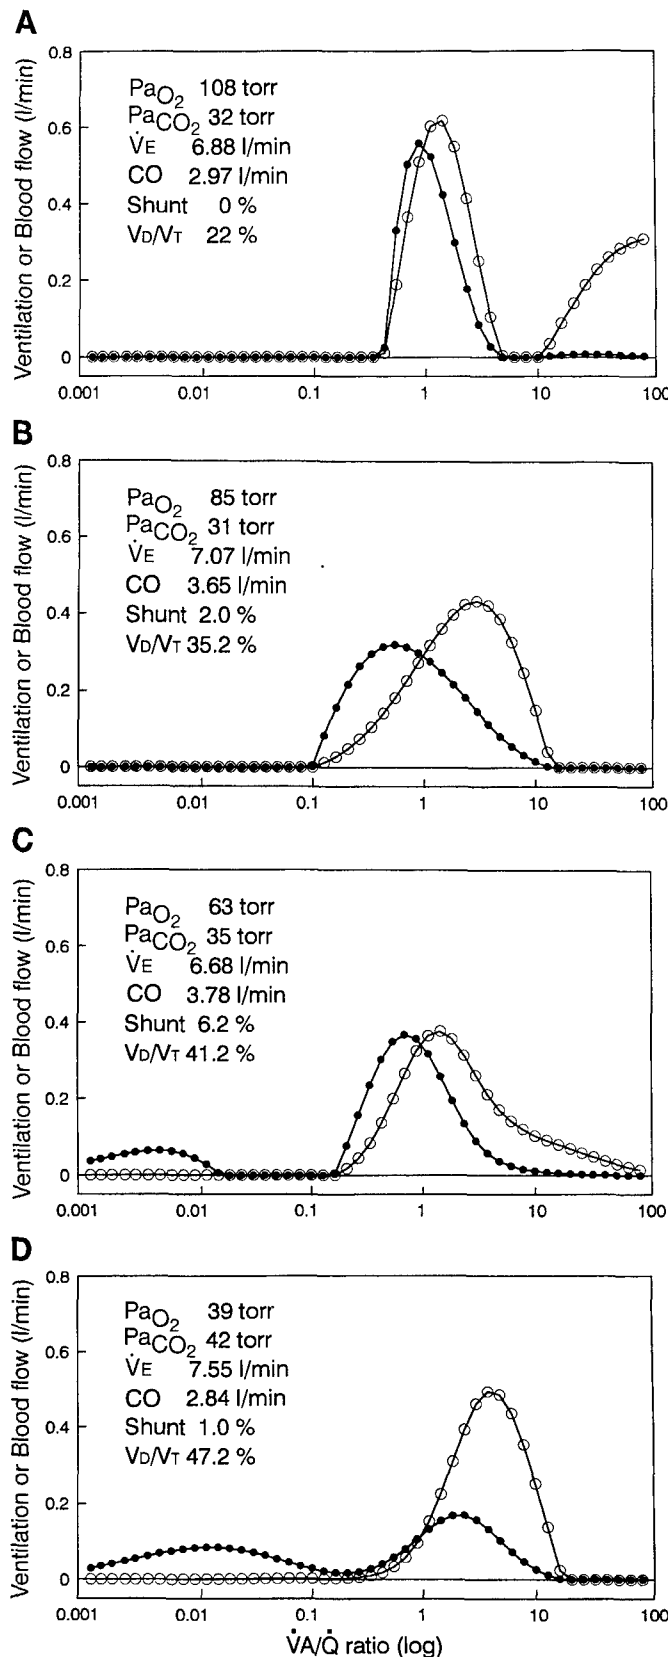 A
Ventilation or Blood flow (l/min)
0.8
0.6
0.4
0.2
0
PaO2 108 torr
PaCO2 32 torr
V̇E 6.88 l/min
CO 2.97 l/min
Shunt 0 %
VD/VT 22 %
0.001 0.01 0.1 1 10 100
B
Ventilation or Blood flow (l/min)
0.8
0.6
0.4
0.2
0
PaO2 85 torr
PaCO2 31 torr
V̇E 7.07 l/min
CO 3.65 l/min
Shunt 2.0 %
VD/VT 35.2 %
0.001 0.01 0.1 1 10 100
C
Ventilation or Blood flow (l/min)
0.8
0.6
0.4
0.2
0
PaO2 63 torr
PaCO2 35 torr
V̇E 6.68 l/min
CO 3.78 l/min
Shunt 6.2 %
VD/VT 41.2 %
0.001 0.01 0.1 1 10 100
D
Ventilation or Blood flow (l/min)
0.8
0.6
0.4
0.2
0
PaO2 39 torr
PaCO2 42 torr
V̇E 7.55 l/min
CO 2.84 l/min
Shunt 1.0 %
VD/VT 47.2 %
0.001 0.01 0.1 1 10 100
V̇A/Q̇ ratio (log)